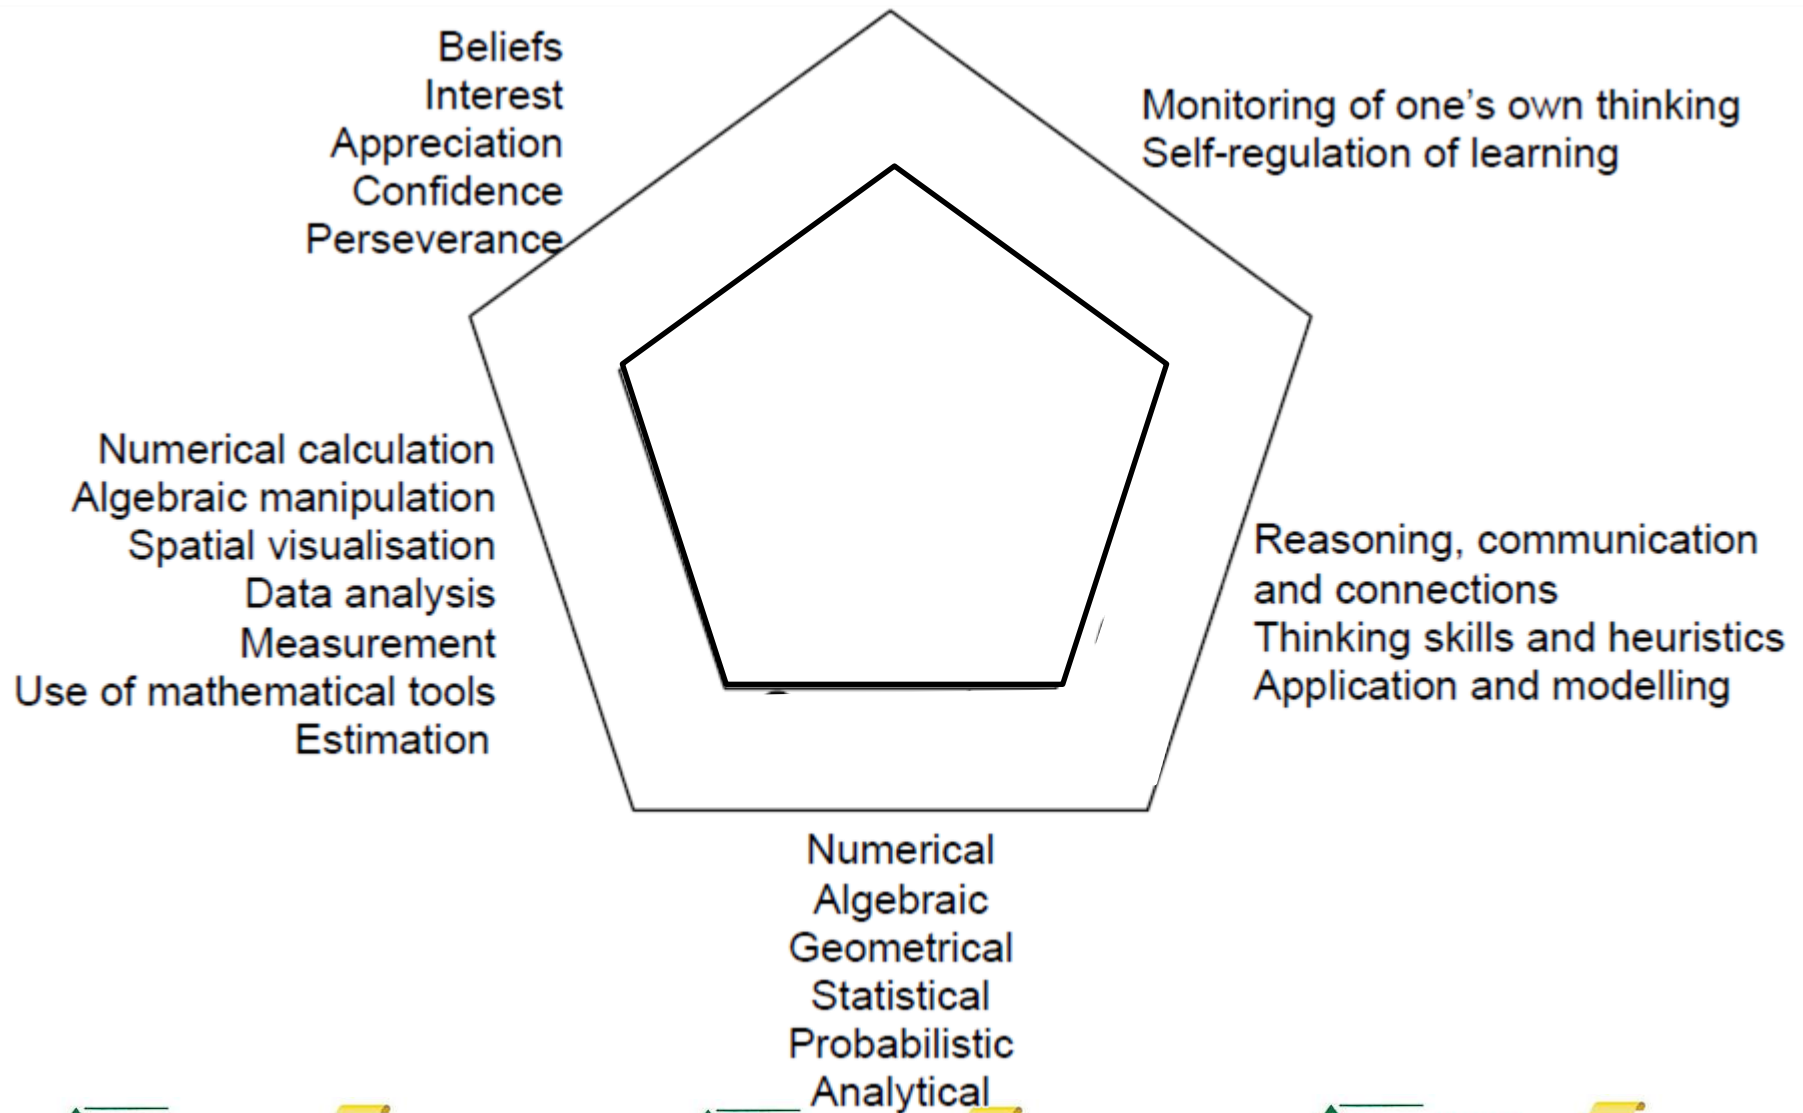 Beliefs
Interest
Appreciation
Confidence
Perseverance
Monitoring of one's own thinking
Self-regulation of learning
Numerical calculation
Algebraic manipulation
Spatial visualisation
Data analysis
Measurement
Use of mathematical tools
Estimation
Reasoning, communication
and connections
Thinking skills and heuristics
Application and modelling
Numerical
Algebraic
Geometrical
Statistical
Probabilistic
Analytical